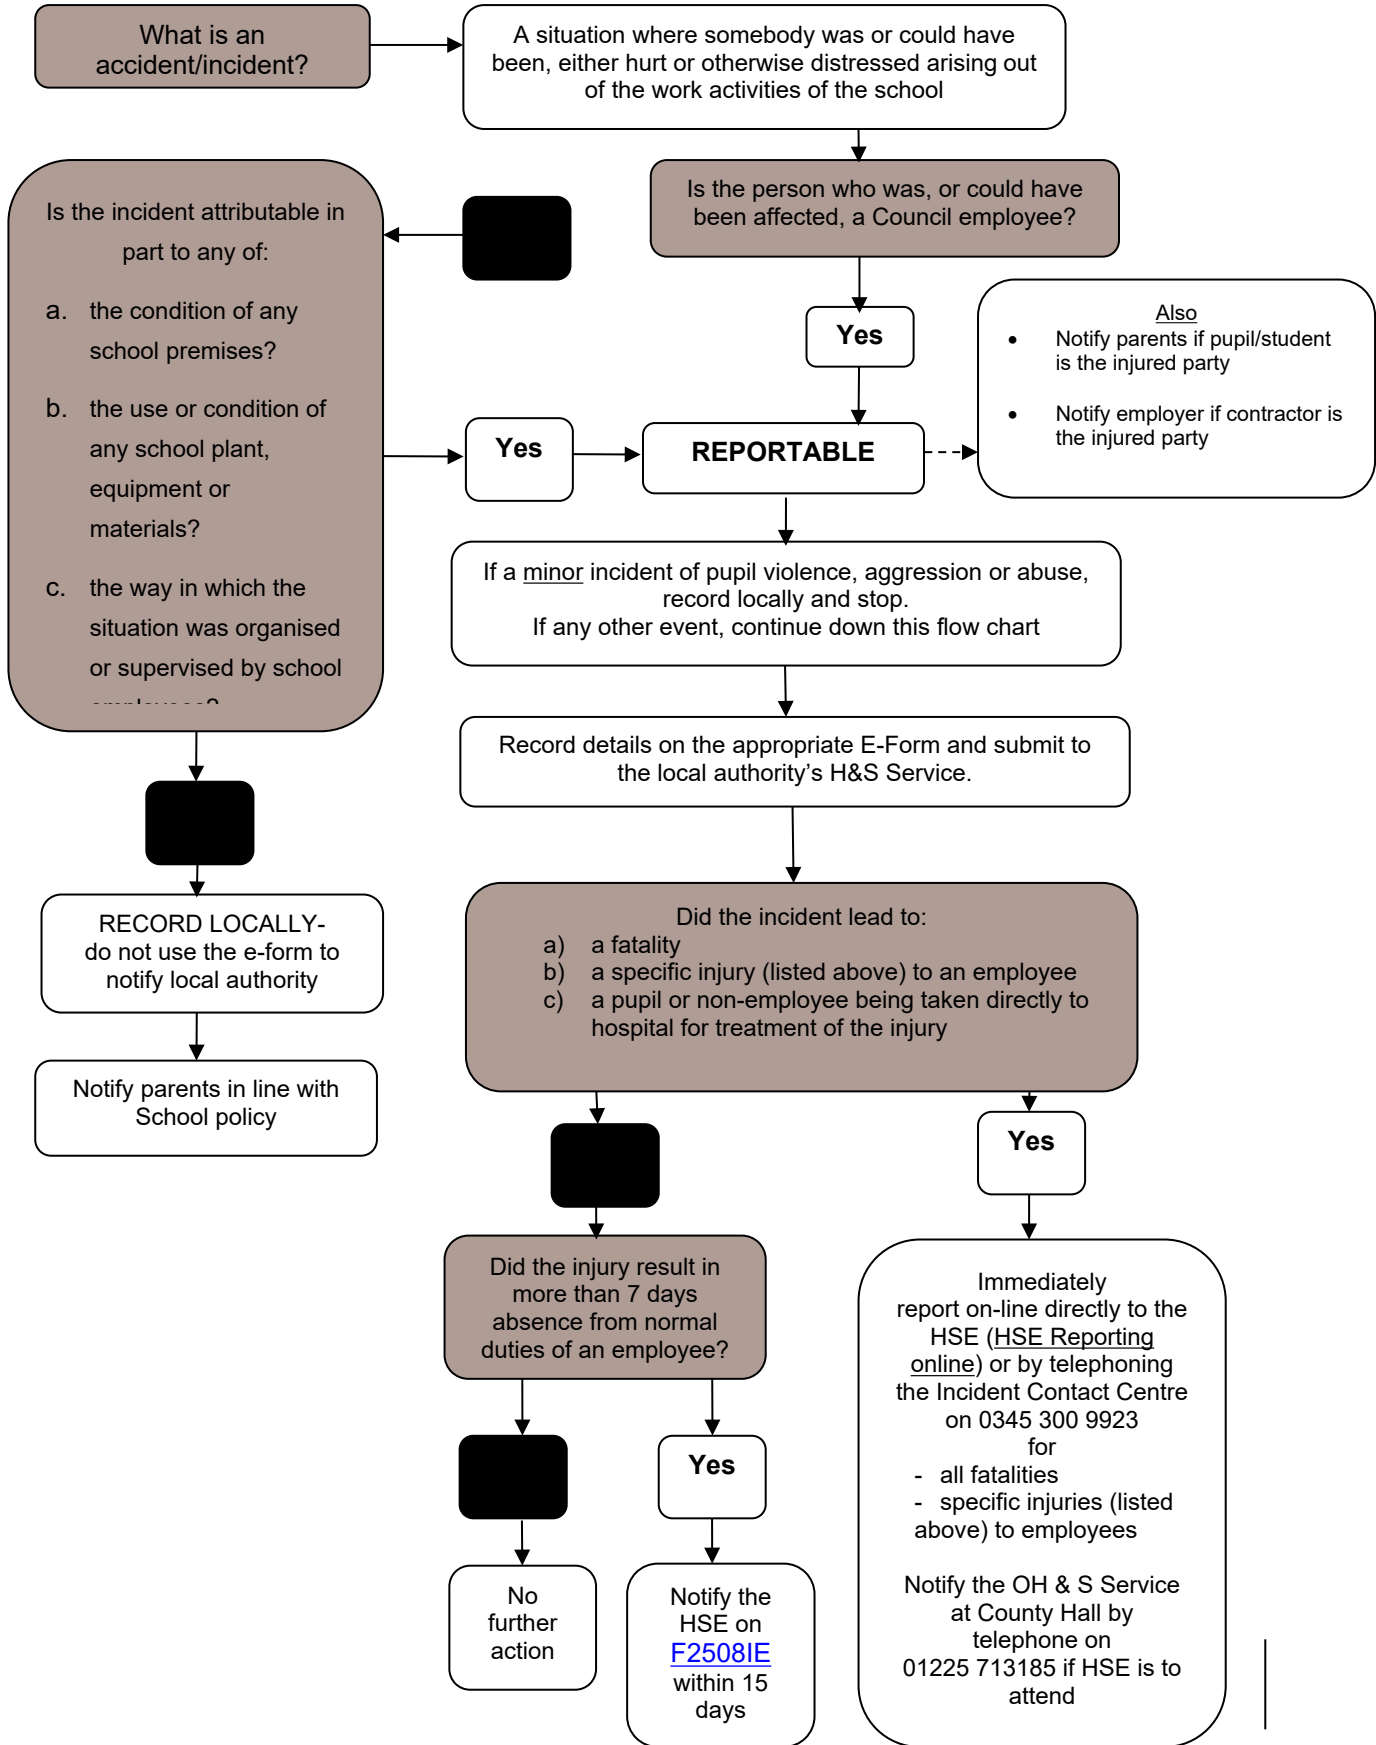 What is an
accident/incident?
A situation where somebody was or could have
been, either hurt or otherwise distressed arising out
of the work activities of the school
Is the person who was, or could have
been affected, a Council employee?
Is the incident attributable in
part to any of:
a. the condition of any
school premises?
b. the use or condition of
any school plant,
equipment or
materials?
c. the way in which the
situation was organised
or supervised by school
Yes
Also
• Notify parents if pupil/student
is the injured party
• Notify employer if contractor is
the injured party
Yes
REPORTABLE
If a minor incident of pupil violence, aggression or abuse,
record locally and stop.
If any other event, continue down this flow chart
Record details on the appropriate E-Form and submit to
the local authority’s H&S Service.
RECORD LOCALLY-
do not use the e-form to
notify local authority
Notify parents in line with
School policy
Did the incident lead to:
a) a fatality
b) a specific injury (listed above) to an employee
c) a pupil or non-employee being taken directly to
hospital for treatment of the injury
Yes
Did the injury result in
more than 7 days
absence from normal
duties of an employee?
Yes
No
further
action
Notify the
HSE on
F2508IE
within 15
days
Immediately
report on-line directly to the
HSE (HSE Reporting
online) or by telephoning
the Incident Contact Centre
on 0345 300 9923
for
- all fatalities
- specific injuries (listed
above) to employees
Notify the OH & S Service
at County Hall by
telephone on
01225 713185 if HSE is to
attend